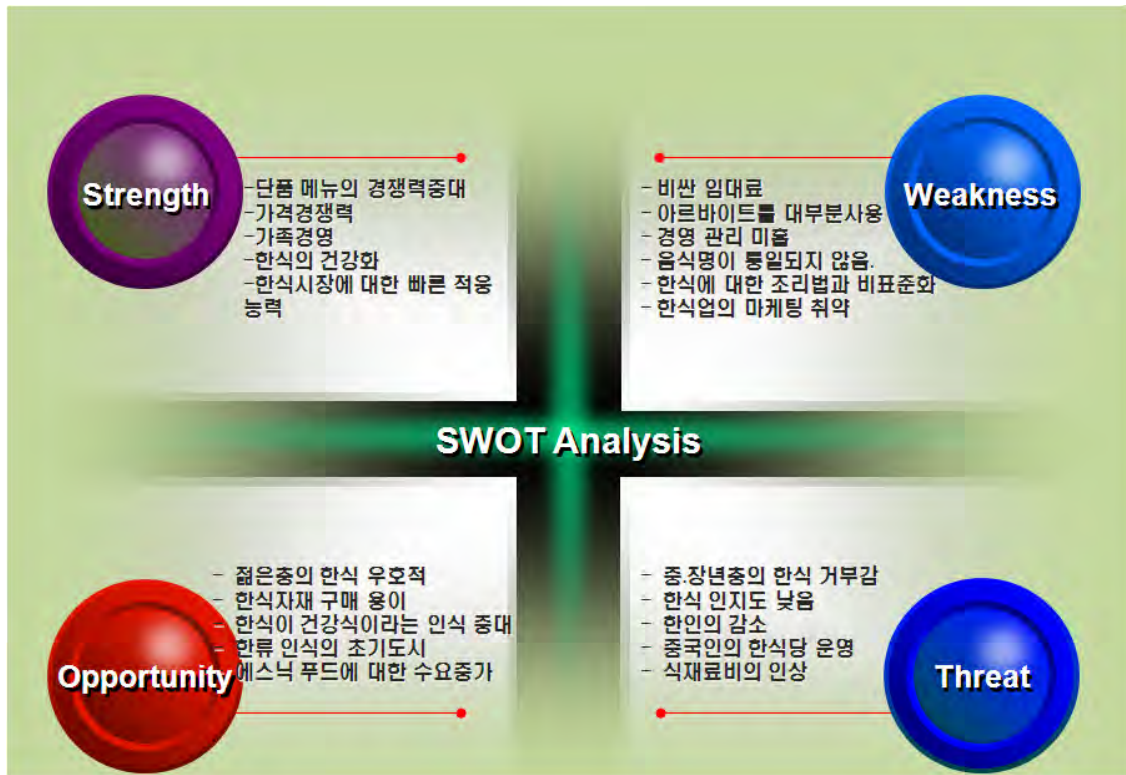 Strength
-단품 메뉴의 경쟁력증대
-가격경쟁력
-가족경영
-한식의 건강화
-한식시장에 대한 빠른 적응
능력
Weakness
- 비싼 임대료
- 아르바이트를 대부분사용
- 경영 관리 미흡
- 음식명이 통일되지 않음.
- 한식에 대한 조리법과 비표준화
- 한식업의 마케팅 취약
SWOT Analysis
Opportunity
- 젊은층의 한식 우호적
- 한식자재 구매 용이
- 한식이 건강식이라는 인식 증대
- 한류 인식의 초기도시
- 에스닉 푸드에 대한 수요증가
Threat
- 중.장년층의 한식 거부감
- 한식 인지도 낮음
- 한인의 감소
- 중국인의 한식당 운영
- 식재료비의 인상